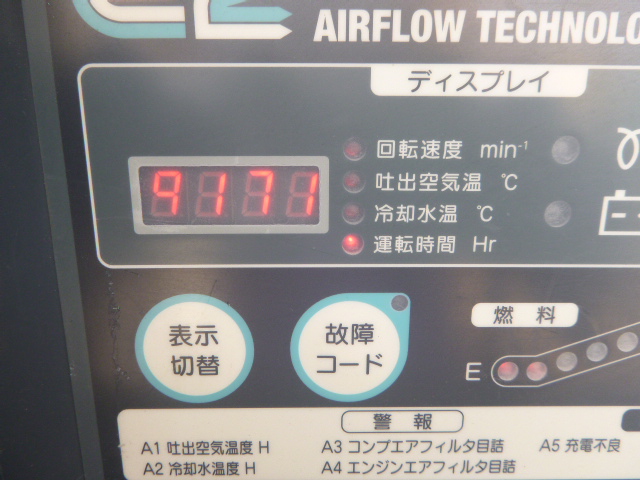 AIRFLOW TECHNOLO
ディスプレイ
9171
回転速度 min⁻¹
吐出空気温 ℃
冷却水温 ℃
運転時間 Hr
表示
切替
故障
コード
燃料
E
警報
A1 吐出空気温度 H
A3 コンプエアフィルタ目詰
A5 充電不良
A2 冷却水温度 H
A4 エンジンエアフィルタ目詰